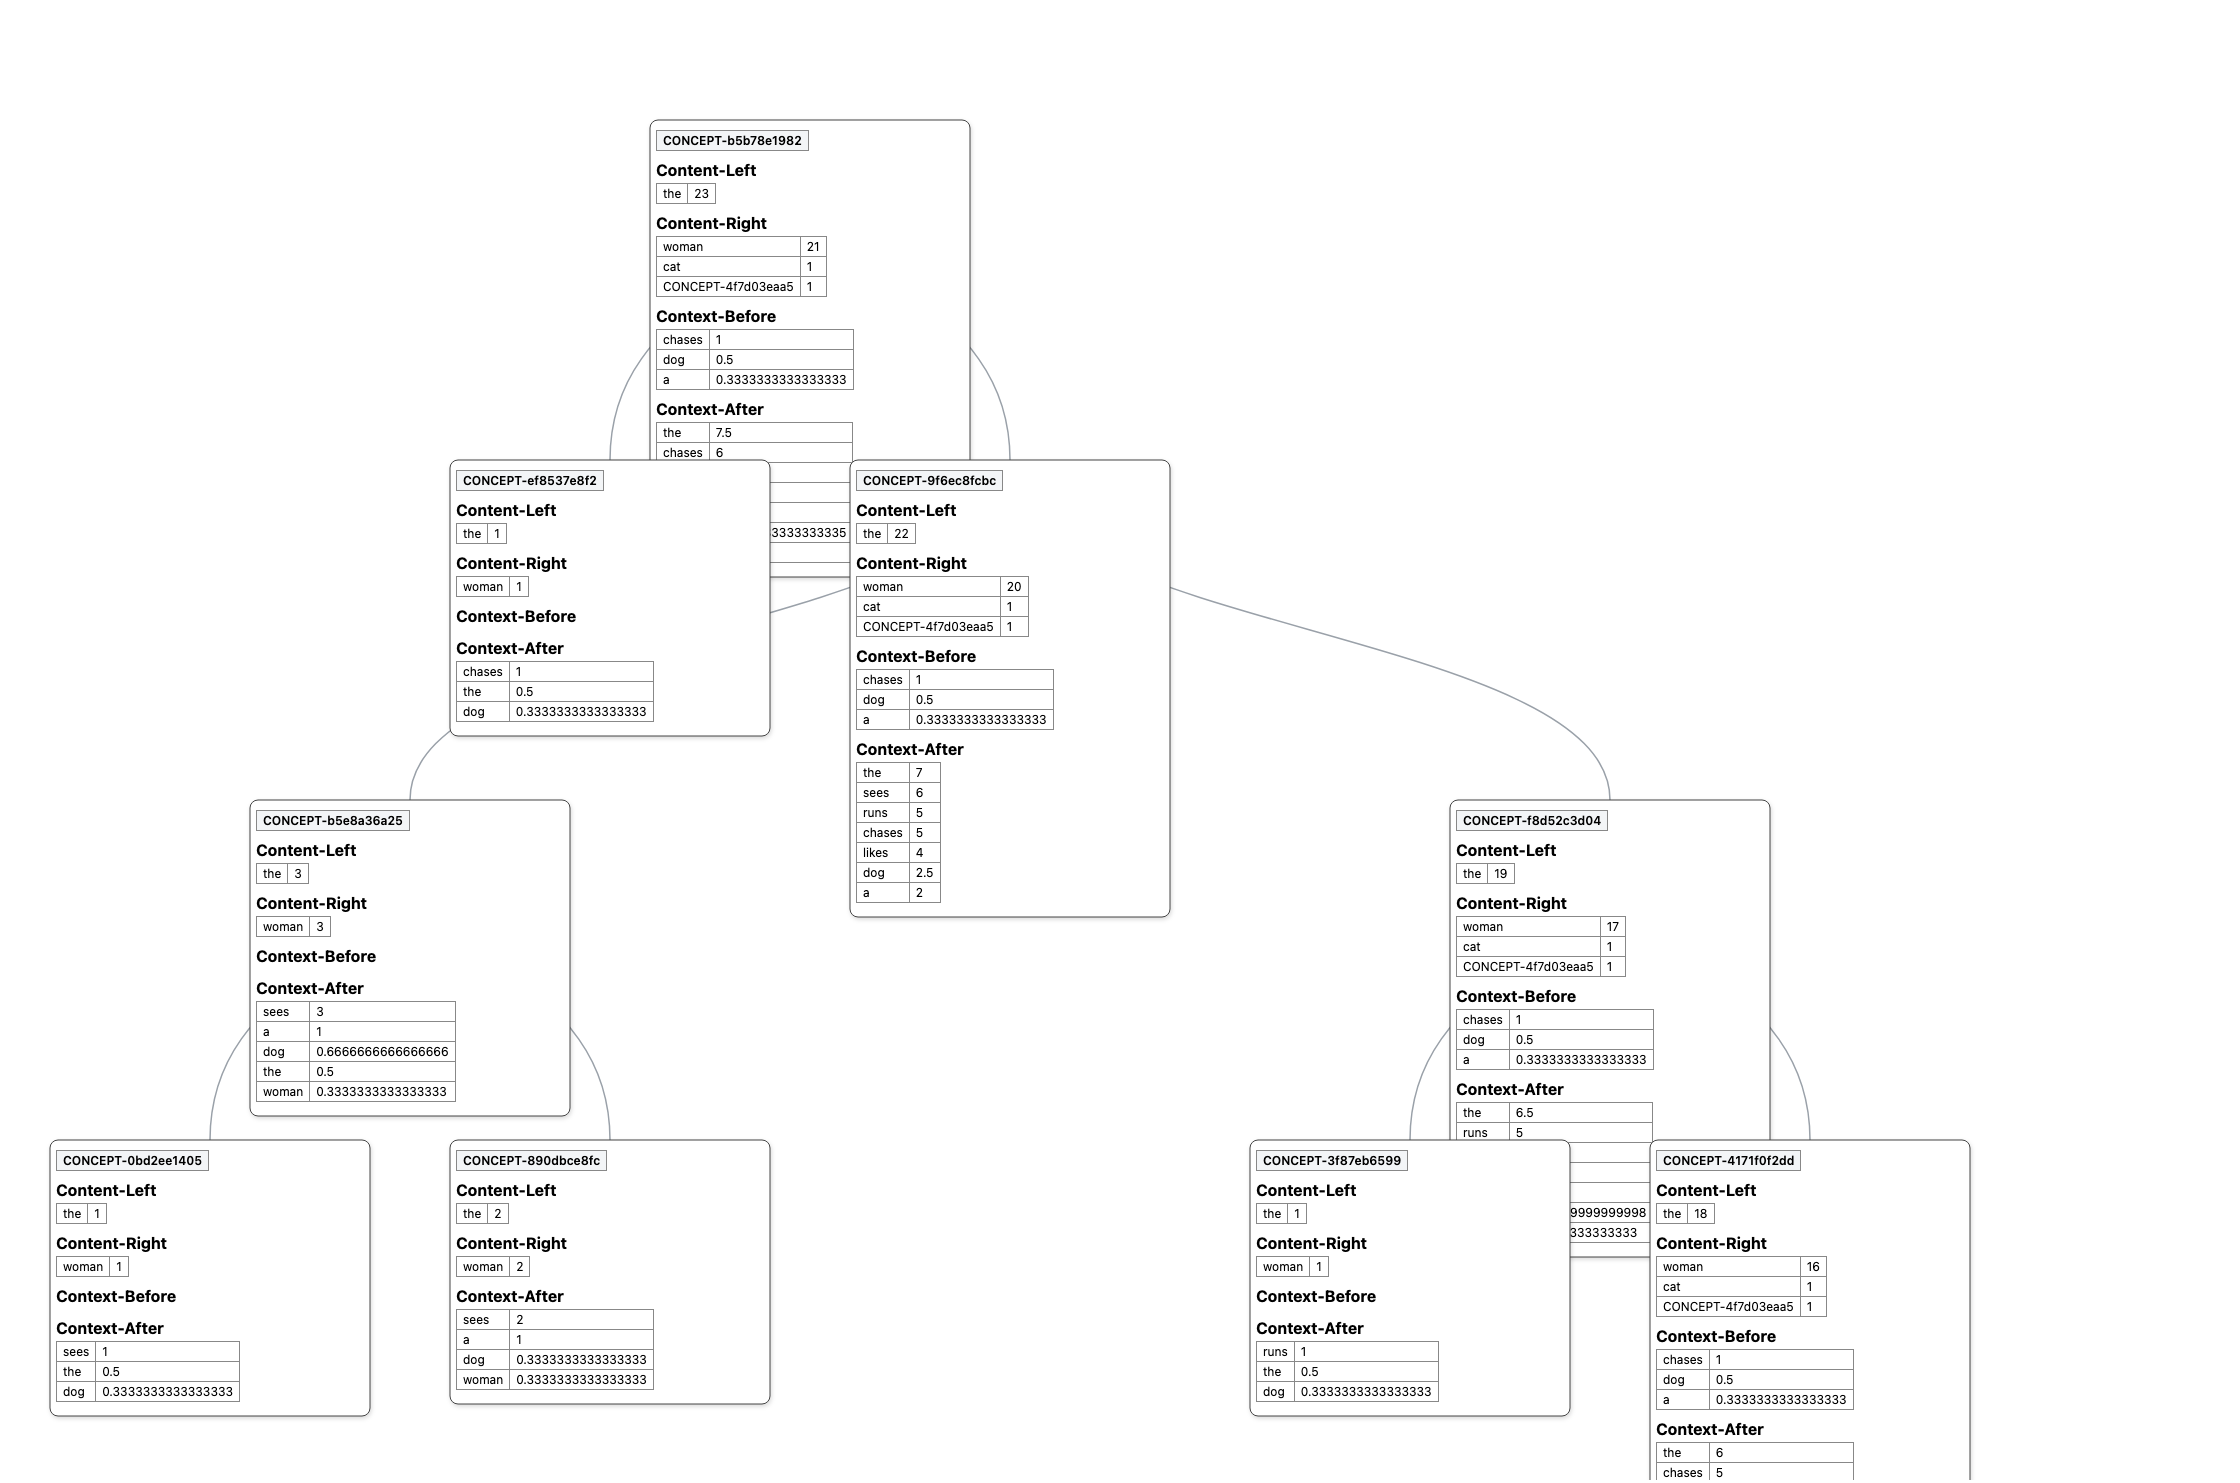 CONCEPT-b5b78e1982
Content-Left
the 23
Content-Right
woman 21
cat 1
CONCEPT-4f7d03eaa5 1
Context-Before
chases 1
dog 0.5
a 0.3333333333333333
Context-After
the 7.5
chases 6
CONCEPT-ef8537e8f2
Content-Left
the 1
Content-Right
woman 1
Context-Before
Context-After
chases 1
the 0.5
dog 0.3333333333333333
CONCEPT-9f6ec8fcbc
Content-Left
the 22
Content-Right
woman 20
cat 1
CONCEPT-4f7d03eaa5 1
Context-Before
chases 1
dog 0.5
a 0.3333333333333333
Context-After
the 7
sees 6
runs 5
chases 5
likes 4
dog 2.5
a 2
CONCEPT-b5e8a36a25
Content-Left
the 3
Content-Right
woman 3
Context-Before
Context-After
sees 3
a 1
dog 0.6666666666666666
the 0.5
woman 0.3333333333333333
CONCEPT-f8d52c3d04
Content-Left
the 19
Content-Right
woman 17
cat 1
CONCEPT-4f7d03eaa5 1
Context-Before
chases 1
dog 0.5
a 0.3333333333333333
Context-After
the 6.5
runs 5
CONCEPT-0bd2ee1405
Content-Left
the 1
Content-Right
woman 1
Context-Before
Context-After
sees 1
the 0.5
dog 0.3333333333333333
CONCEPT-890dbce8fc
Content-Left
the 2
Content-Right
woman 2
Context-After
sees 2
a 1
dog 0.3333333333333333
woman 0.3333333333333333
CONCEPT-3f87eb6599
Content-Left
the 1
Content-Right
woman 1
Context-Before
Context-After
runs 1
the 0.5
dog 0.3333333333333333
CONCEPT-4171f0f2dd
Content-Left
the 18
Content-Right
woman 16
cat 1
CONCEPT-4f7d03eaa5 1
Context-Before
chases 1
dog 0.5
a 0.3333333333333333
Context-After
the 6
chases 5